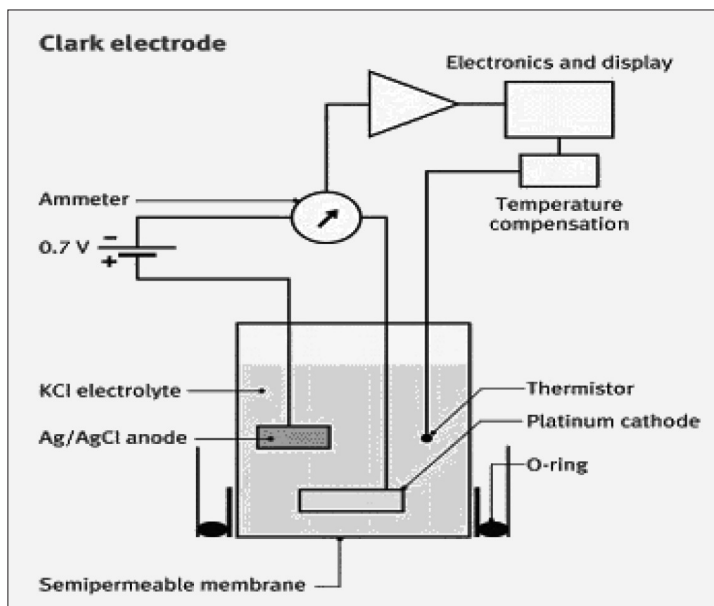 Clark electrode
Electronics and display
Ammeter
Temperature
compensation
0.7 V
−
+
KCl electrolyte
Thermistor
Platinum cathode
Ag/AgCl anode
O-ring
Semipermeable membrane